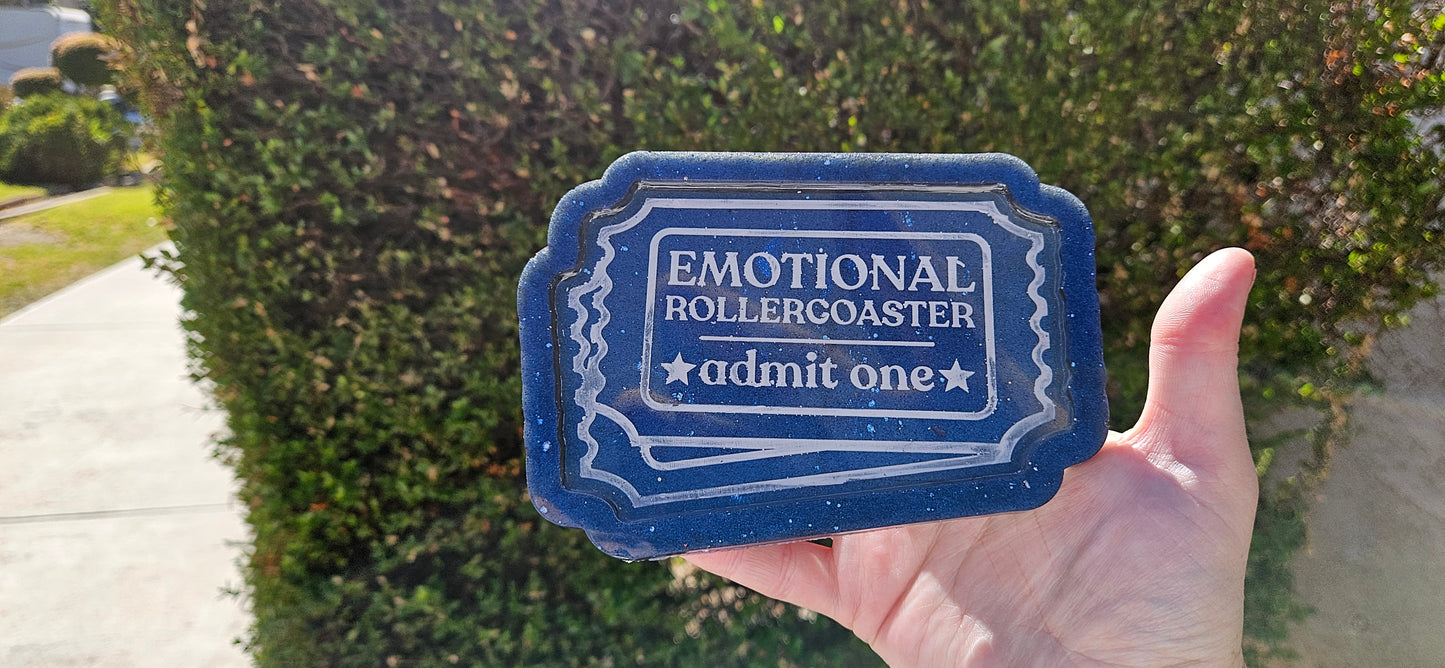 EMOTIONAL
ROLLERCOASTER
admit one